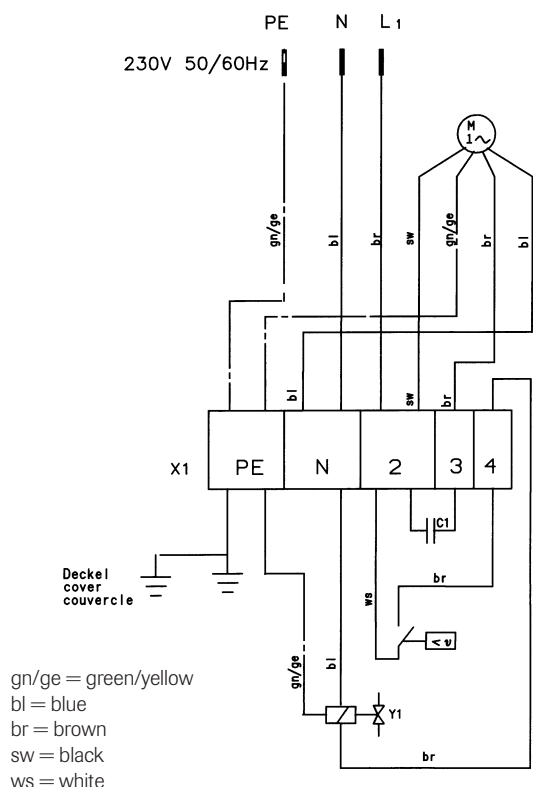 PE N L1
230V 50/60Hz
M
1~
gn/ge
bl
br
sw
gn/ge
br
bl
bl
sw
br
X1 PE N 2 3 4
C1
ws
br
Deckel
cover
couvercle
< υ
gn/ge
bl
Y1
br
gn/ge = green/yellow
bl = blue
br = brown
sw = black
ws = white